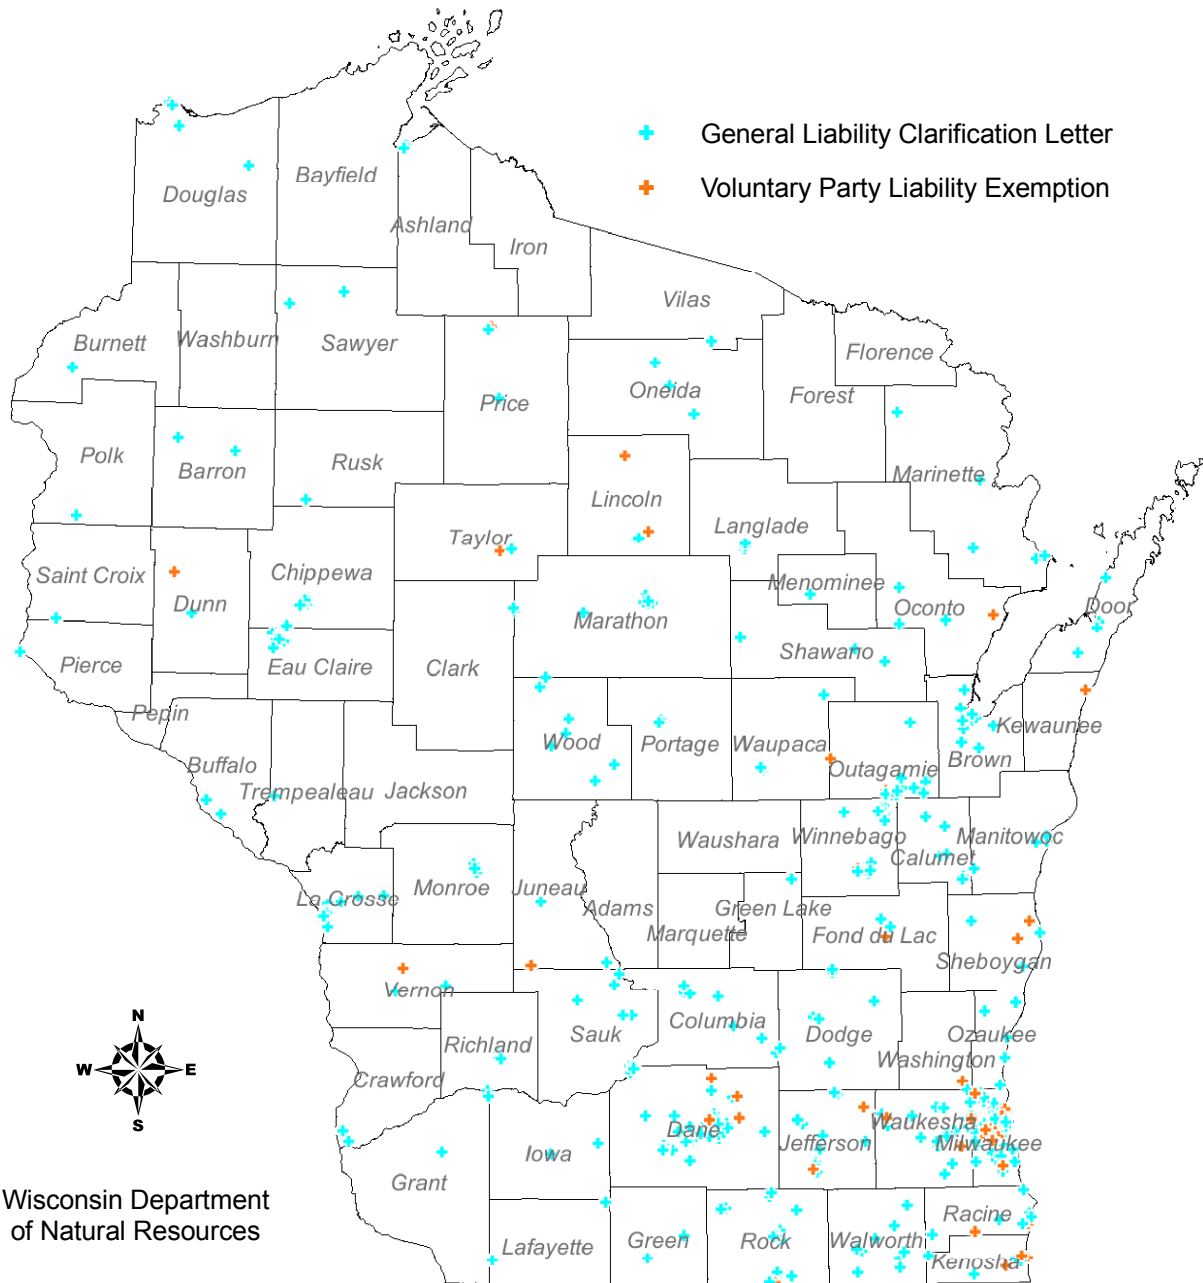 General Liability Clarification Letter
Voluntary Party Liability Exemption
Douglas
Bayfield
Ashland
Iron
Vilas
Burnett
Washburn
Sawyer
Florence
Price
Oneida
Forest
Polk
Barron
Rusk
Lincoln
Marinette
Taylor
Langlade
Saint Croix
Dunn
Chippewa
Menominee
Oconto
Door
Marathon
Pierce
Eau Claire
Clark
Shawano
Pepin
Kewaunee
Buffalo
Wood
Portage
Waupaca
Outagamie
Brown
Trempealeau
Jackson
Waushara
Winnebago
Manitowoc
Calumet
La Crosse
Monroe
Juneau
Adams
Green Lake
Marquette
Fond du Lac
Sheboygan
Vernon
Richland
Sauk
Columbia
Dodge
Ozaukee
Washington
Crawford
Dane
Waukesha
Jefferson
Milwaukee
Iowa
Grant
Racine
Lafayette
Green
Rock
Walworth
Kenosha
N
W
E
S
Wisconsin Department
of Natural Resources